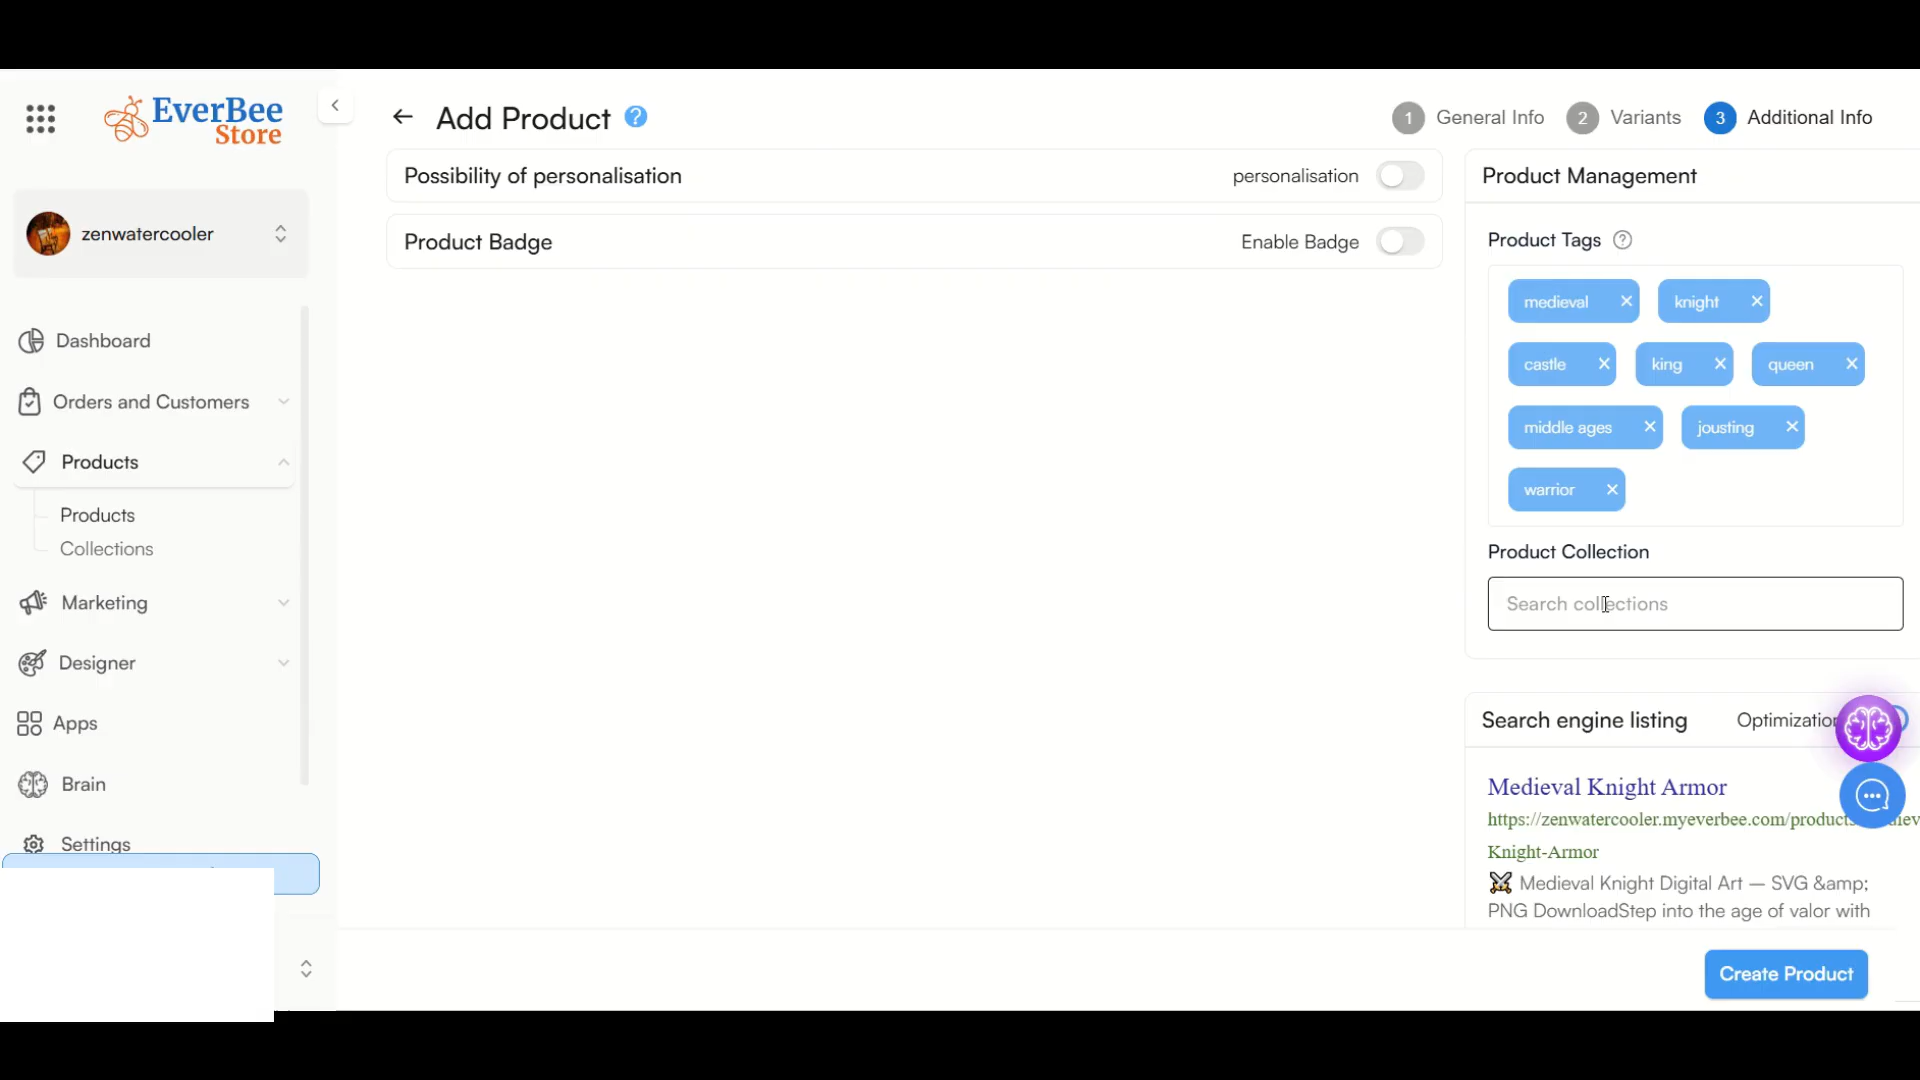 EverBee
Store
zenwatercooler
Dashboard
Orders and Customers
Products
Products
Collections
Marketing
Designer
Apps
Brain
Settings
Add Product ?
1 General Info 2 Variants 3 Additional Info
Possibility of personalisation personalisation
Product Badge Enable Badge
Product Management
Product Tags ?
medieval × knight ×
castle × king × queen ×
middle ages × jousting ×
warrior ×
Product Collection
Search collections
Search engine listing Optimization
Medieval Knight Armor
https://zenwatercooler.myeverbee.com/products
Knight-Armor
⚔️ Medieval Knight Digital Art — SVG &amp;
PNG DownloadStep into the age of valor with
Create Product